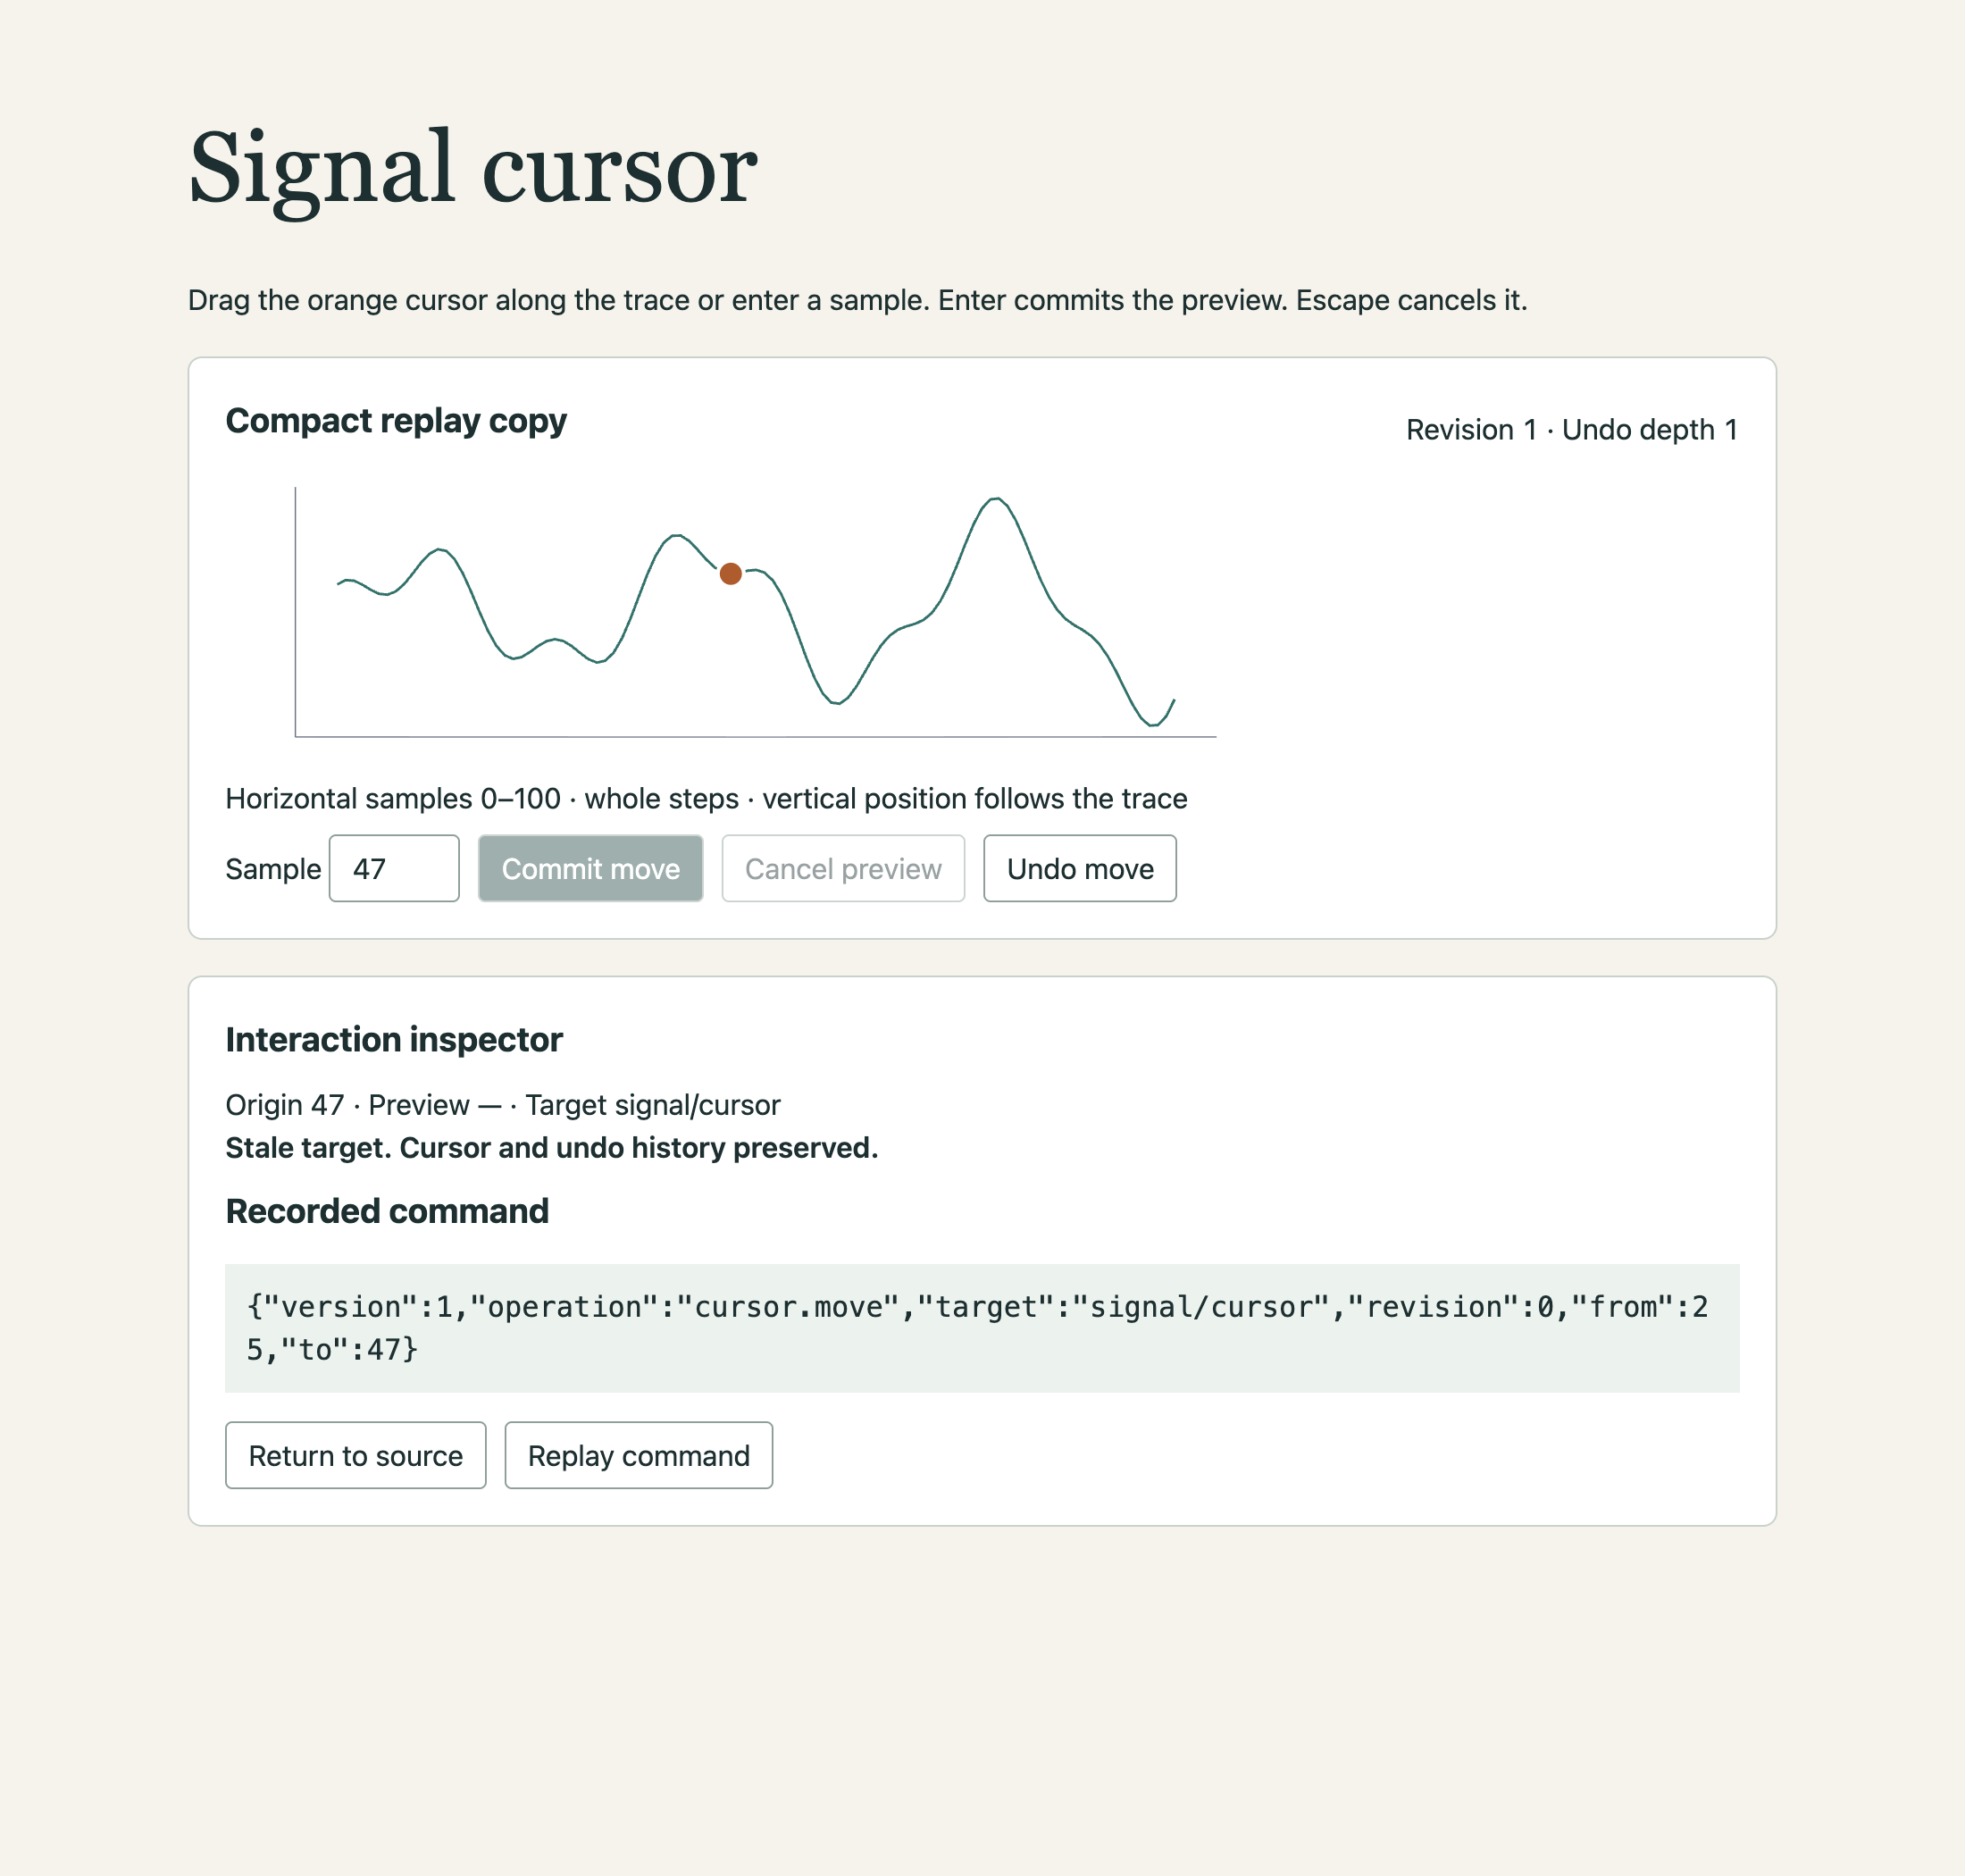 Signal cursor
Drag the orange cursor along the trace or enter a sample. Enter commits the preview. Escape cancels it.
Compact replay copy
Revision 1 · Undo depth 1
Horizontal samples 0–100 · whole steps · vertical position follows the trace
Sample 47 Commit move Cancel preview Undo move
Interaction inspector
Origin 47 · Preview — · Target signal/cursor
Stale target. Cursor and undo history preserved.
Recorded command
{"version":1,"operation":"cursor.move","target":"signal/cursor","revision":0,"from":2
5,"to":47}
Return to source Replay command